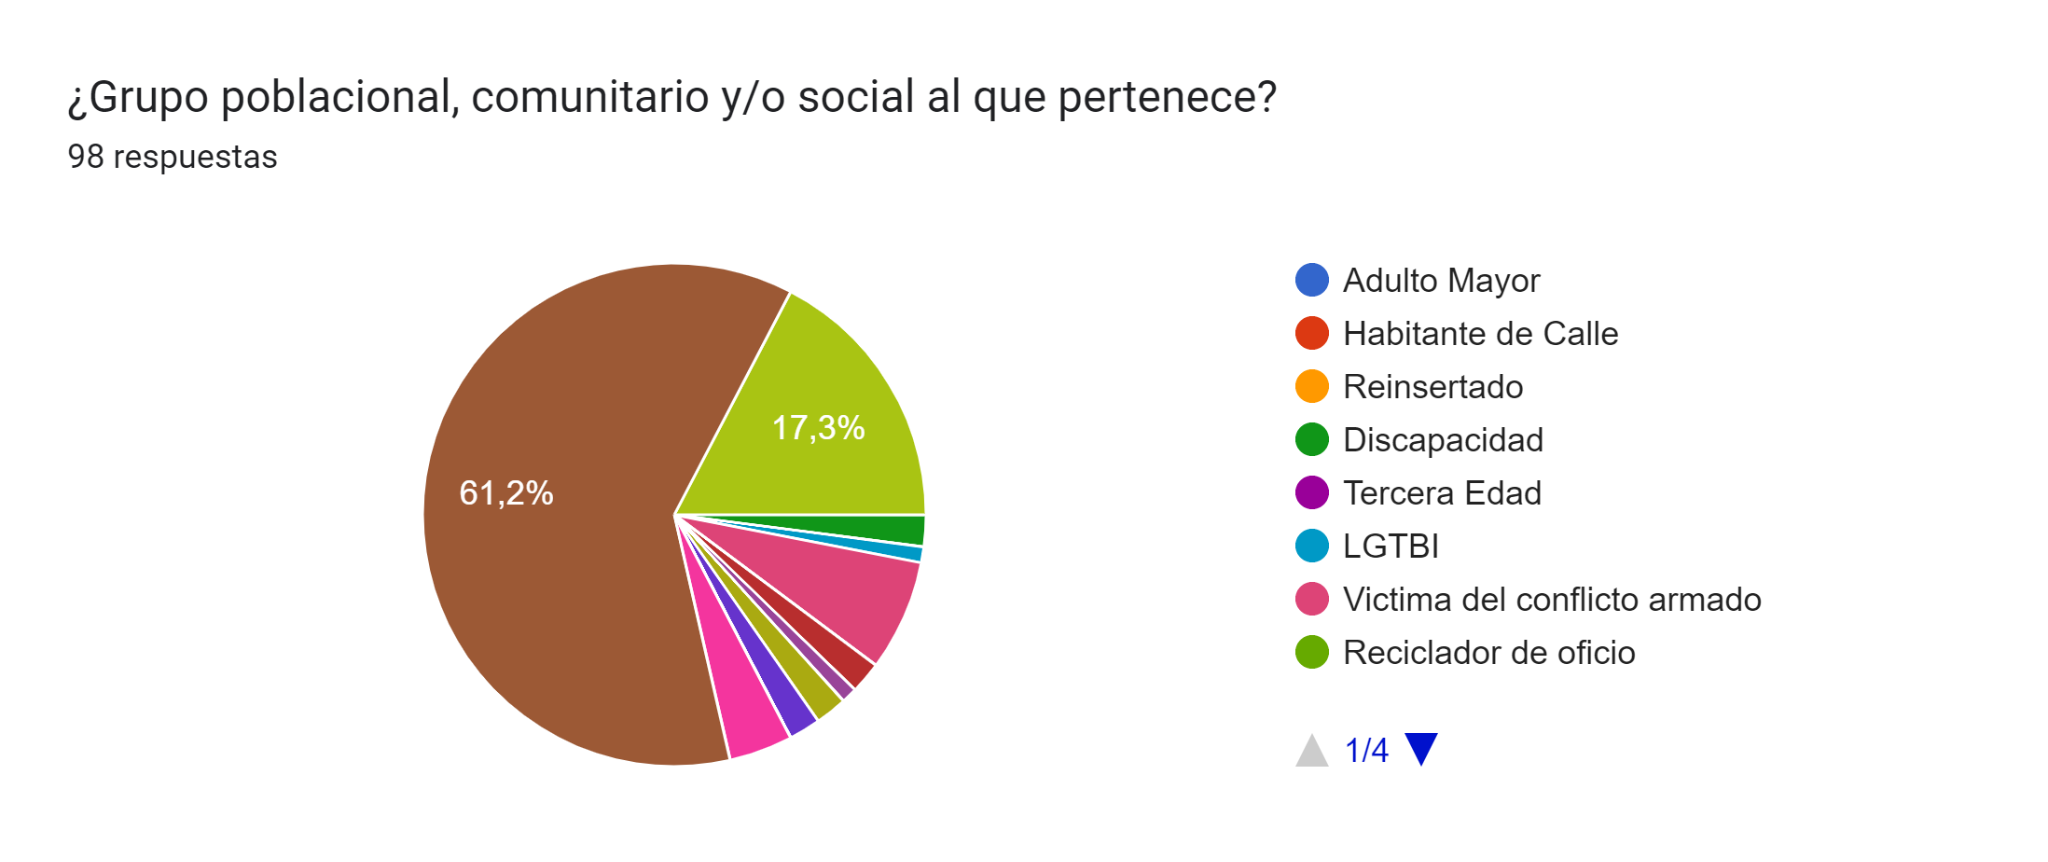 ¿Grupo poblacional, comunitario y/o social al que pertenece?
98 respuestas
61,2%
17,3%
Adulto Mayor
Habitante de Calle
Reinsertado
Discapacidad
Tercera Edad
LGTBI
Victima del conflicto armado
Reciclador de oficio
1/4